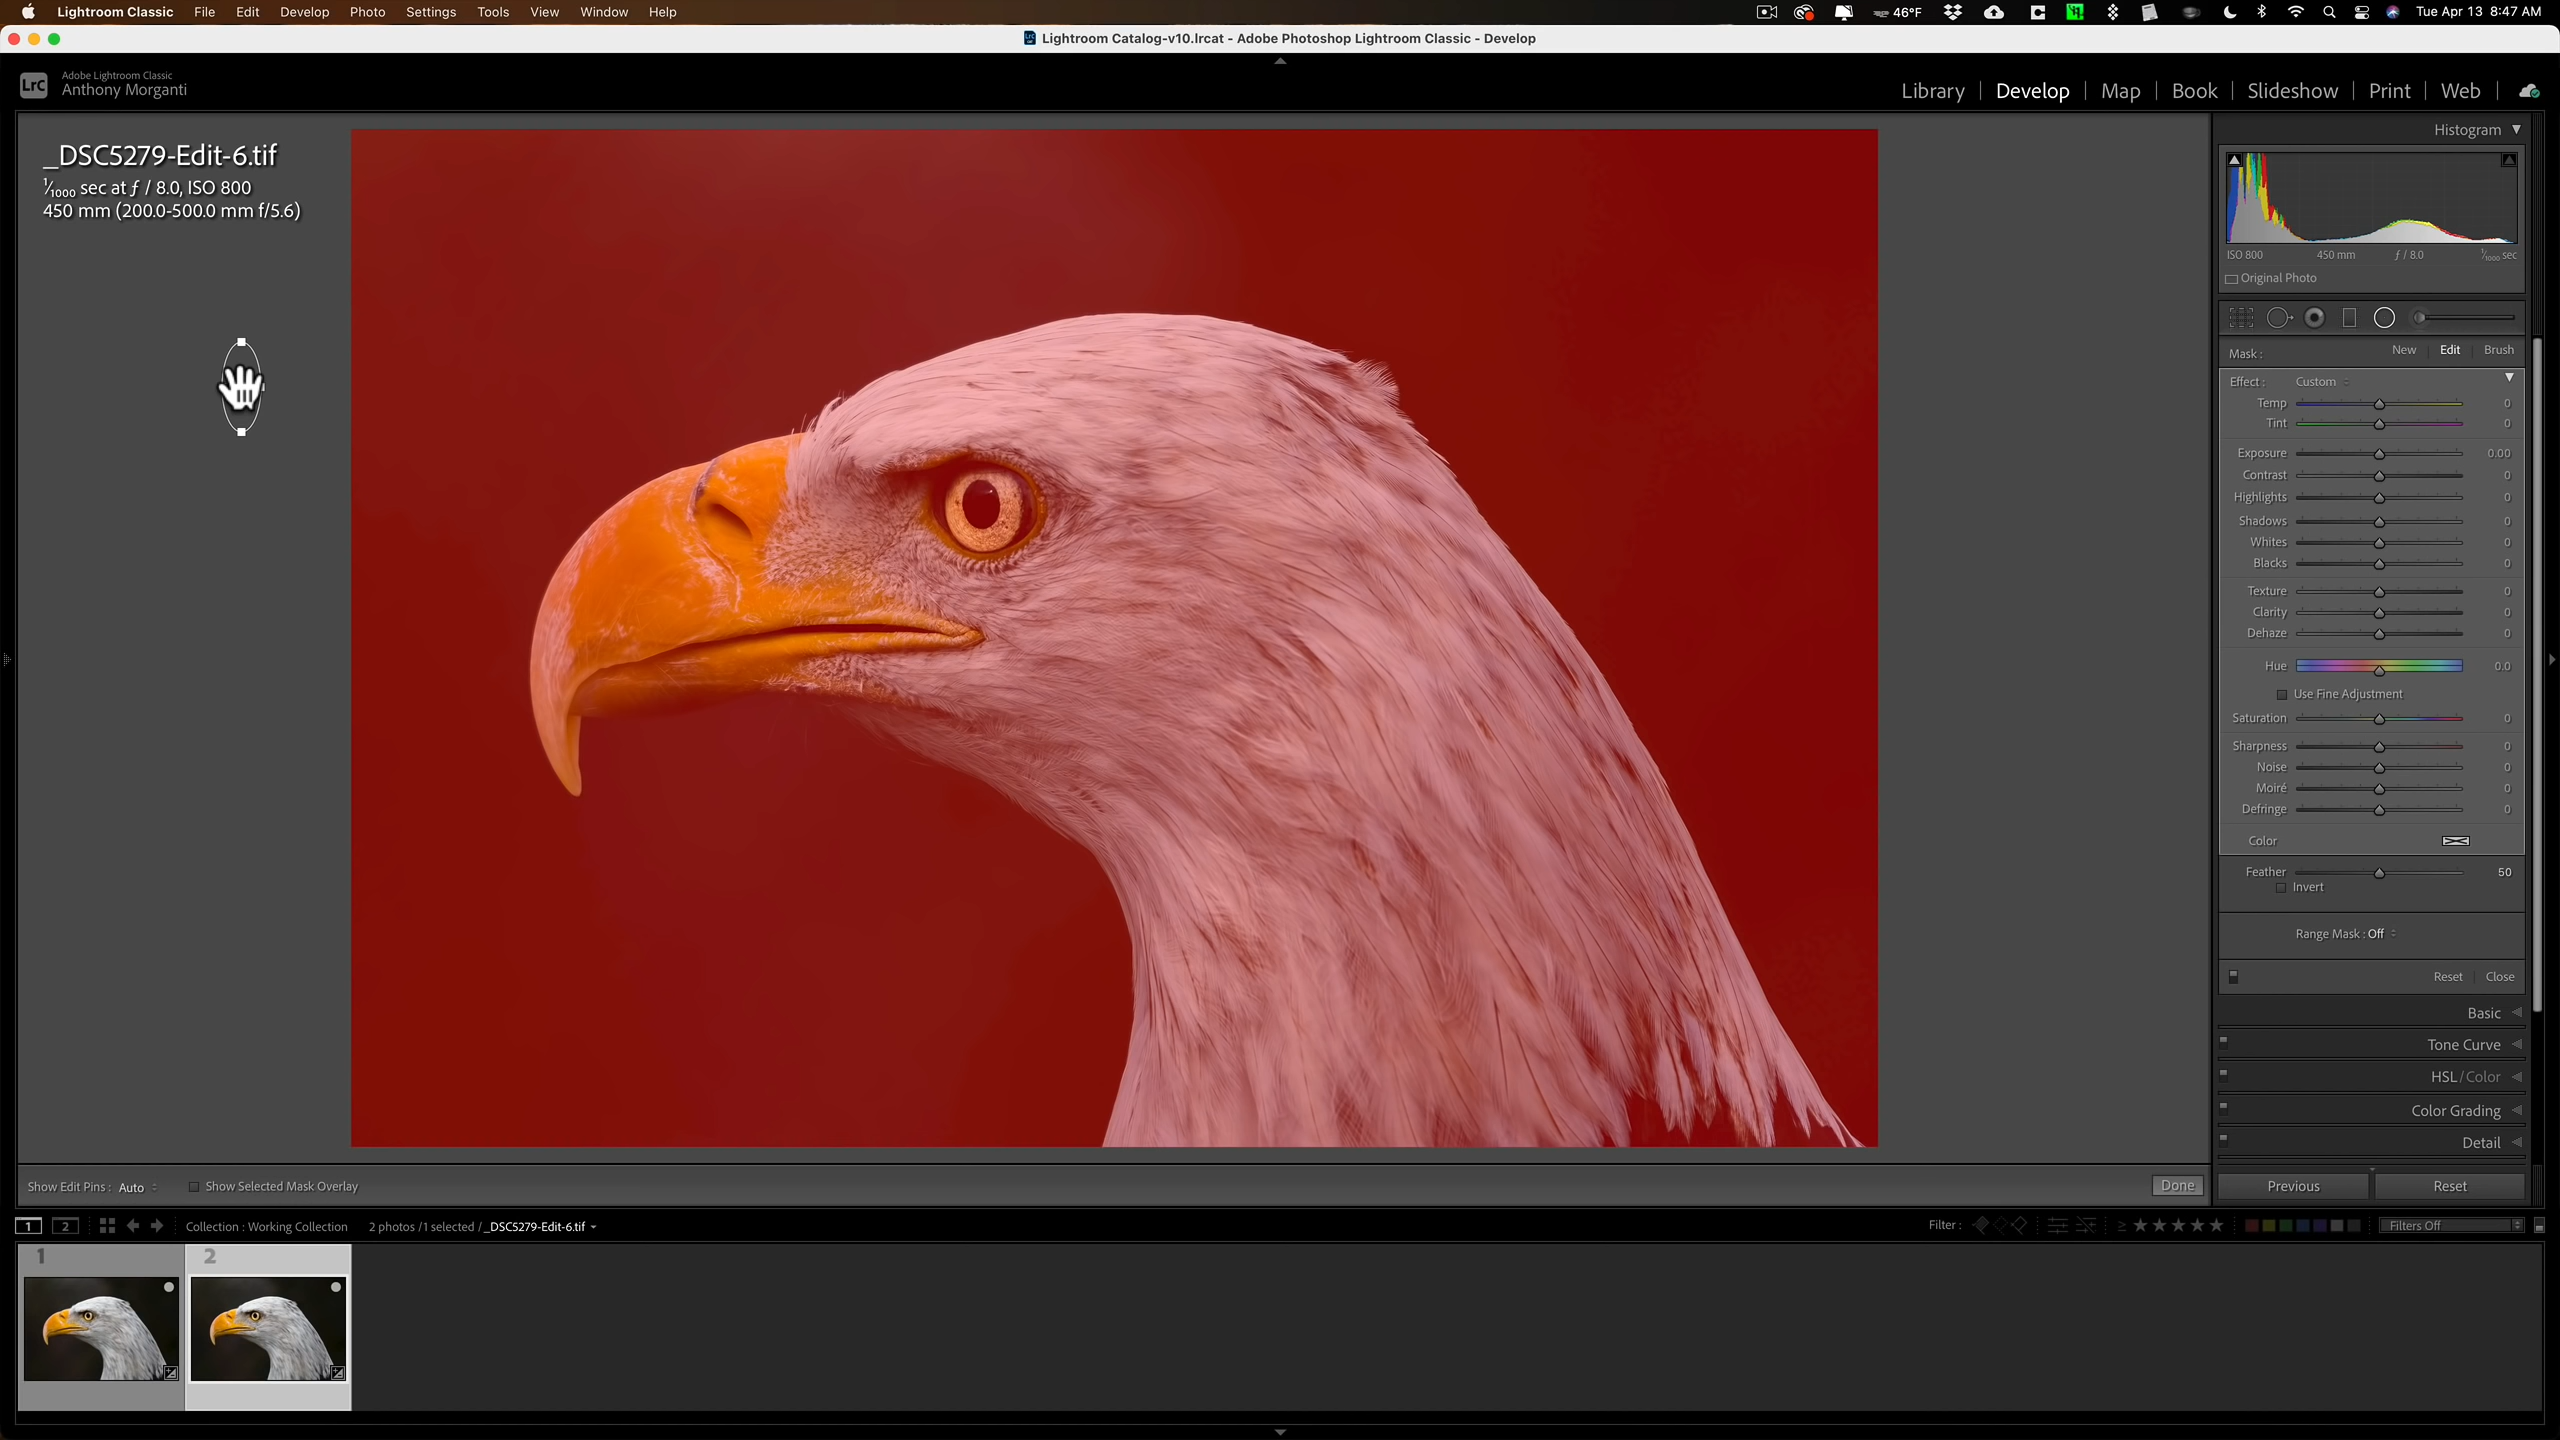 Lightroom Classic File Edit Develop Photo Settings Tools View Window Help 46°F Tue Apr 13 8:47 AM
Lightroom Catalog-v10.lrcat - Adobe Photoshop Lightroom Classic - Develop
LrC
Adobe Lightroom Classic
Anthony Morganti
Library | Develop | Map | Book | Slideshow | Print | Web
_DSC5279-Edit-6.tif
1/1000 sec at ƒ / 8.0, ISO 800
450 mm (200.0-500.0 mm f/5.6)
Histogram
ISO 800 450 mm ƒ / 8.0 1/1000 sec
Original Photo
Mask : New Edit Brush
Effect : Custom
Temp 0
Tint 0
Exposure 0.00
Contrast 0
Highlights 0
Shadows 0
Whites 0
Blacks 0
Texture 0
Clarity 0
Dehaze 0
Hue 0.0
Use Fine Adjustment
Saturation 0
Sharpness 0
Noise 0
Moiré 0
Defringe 0
Color
Feather 50
Invert
Range Mask : Off
Reset Close
Basic
Tone Curve
HSL / Color
Color Grading
Detail
Show Edit Pins : Auto Show Selected Mask Overlay Done
Previous Reset
1 2 Collection : Working Collection 2 photos / 1 selected / _DSC5279-Edit-6.tif Filter : Filters Off
1 2